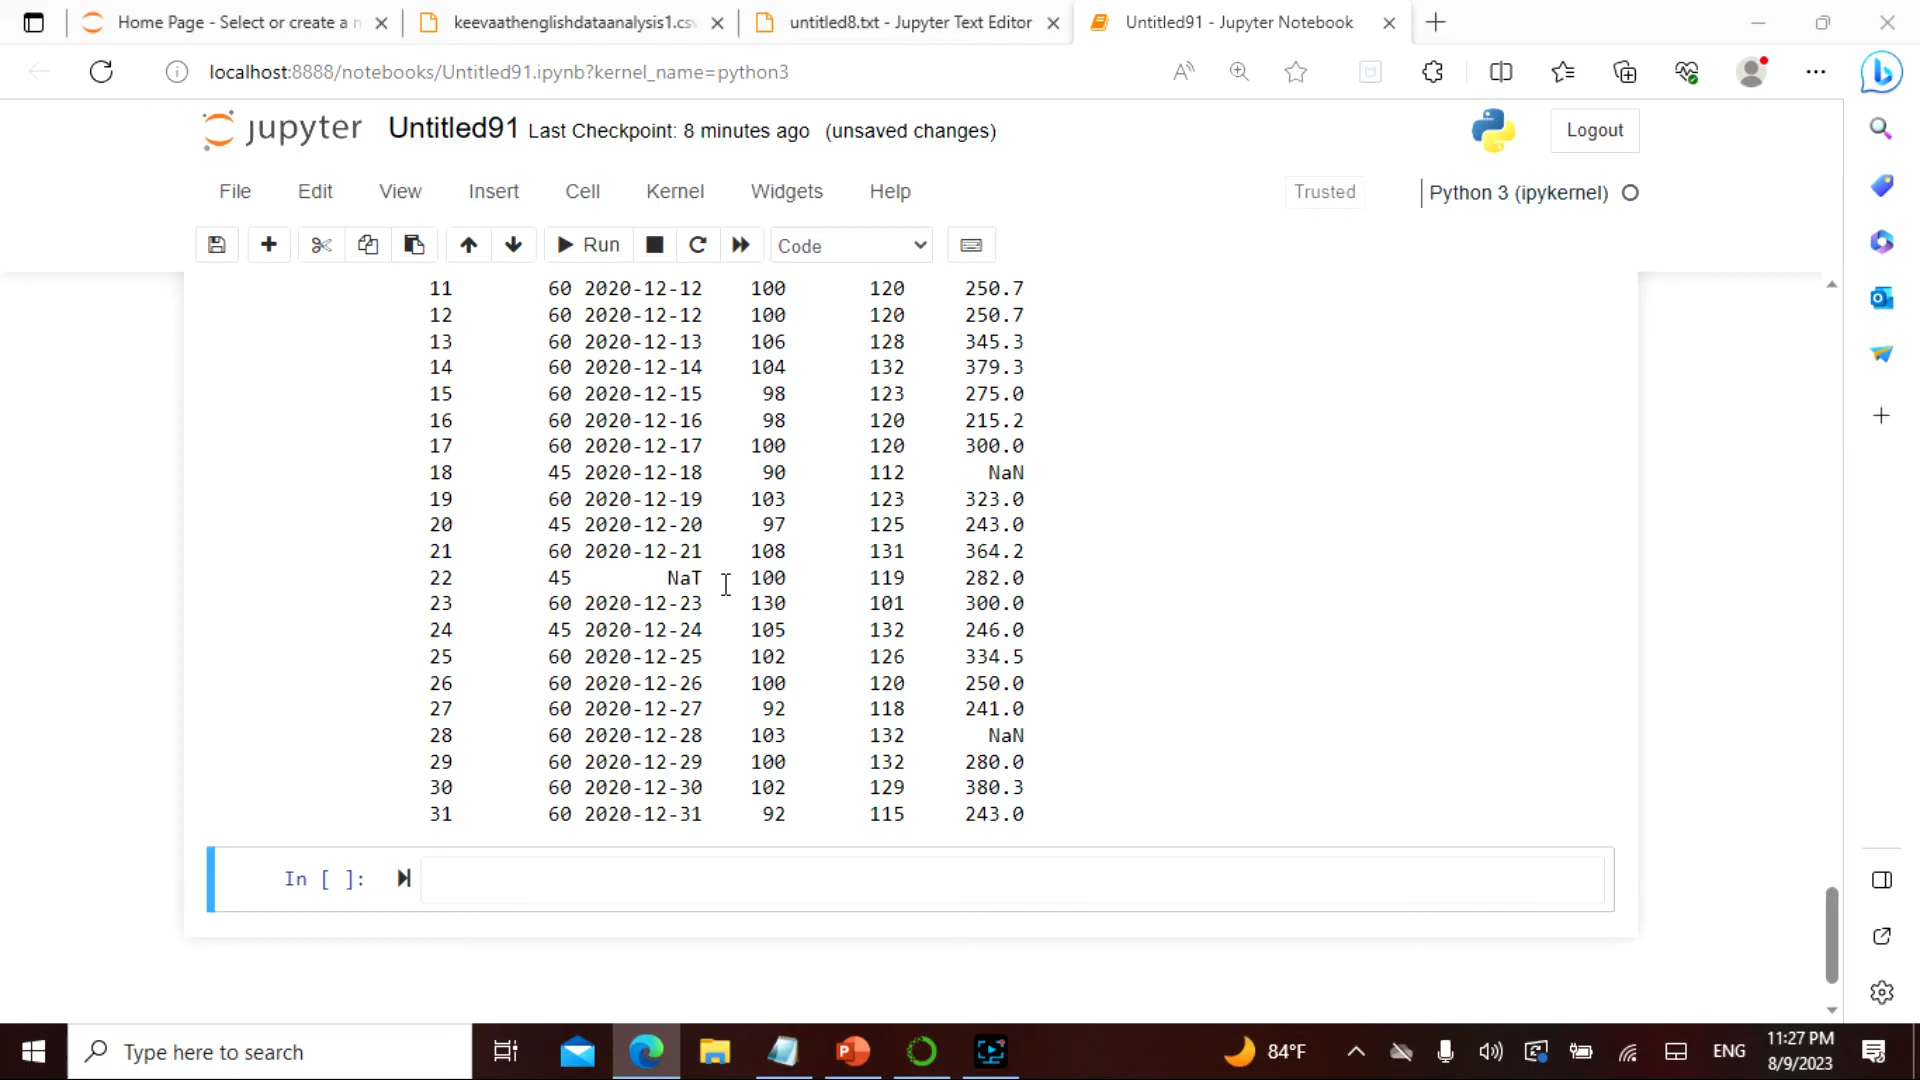 Home Page - Select or create a n
keevaathenglishdataanalysis1.cs
untitled8.txt - Jupyter Text Editor
Untitled91 - Jupyter Notebook
localhost:8888/notebooks/Untitled91.ipynb?kernel_name=python3
jupyter Untitled91 Last Checkpoint: 8 minutes ago (unsaved changes)
Logout
File Edit View Insert Cell Kernel Widgets Help
Trusted
Python 3 (ipykernel)
Run
Code
11 60 2020-12-12 100 120 250.7
12 60 2020-12-12 100 120 250.7
13 60 2020-12-13 106 128 345.3
14 60 2020-12-14 104 132 379.3
15 60 2020-12-15 98 123 275.0
16 60 2020-12-16 98 120 215.2
17 60 2020-12-17 100 120 300.0
18 45 2020-12-18 90 112 NaN
19 60 2020-12-19 103 123 323.0
20 45 2020-12-20 97 125 243.0
21 60 2020-12-21 108 131 364.2
22 45 NaT 100 119 282.0
23 60 2020-12-23 130 101 300.0
24 45 2020-12-24 105 132 246.0
25 60 2020-12-25 102 126 334.5
26 60 2020-12-26 100 120 250.0
27 60 2020-12-27 92 118 241.0
28 60 2020-12-28 103 132 NaN
29 60 2020-12-29 100 132 280.0
30 60 2020-12-30 102 129 380.3
31 60 2020-12-31 92 115 243.0
In [ ]:
Type here to search
84°F
ENG
11:27 PM
8/9/2023